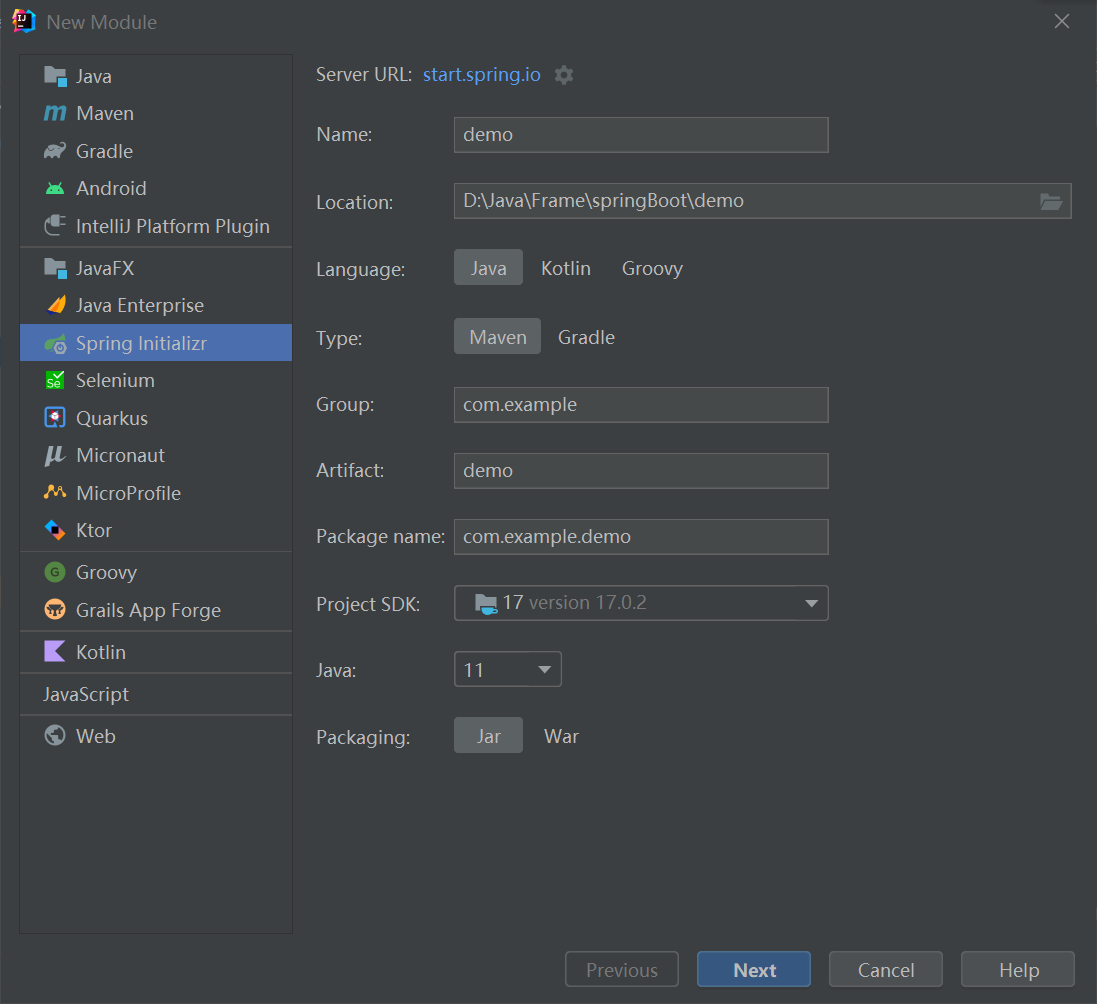 New Module
Java
Maven
Gradle
Android
IntelliJ Platform Plugin
JavaFX
Java Enterprise
Spring Initializr
Selenium
Quarkus
Micronaut
MicroProfile
Ktor
Groovy
Grails App Forge
Kotlin
JavaScript
Web
Server URL: start.spring.io
Name: demo
Location: D:\Java\Frame\springBoot\demo
Language: Java Kotlin Groovy
Type: Maven Gradle
Group: com.example
Artifact: demo
Package name: com.example.demo
Project SDK: 17 version 17.0.2
Java: 11
Packaging: Jar War
Previous Next Cancel Help